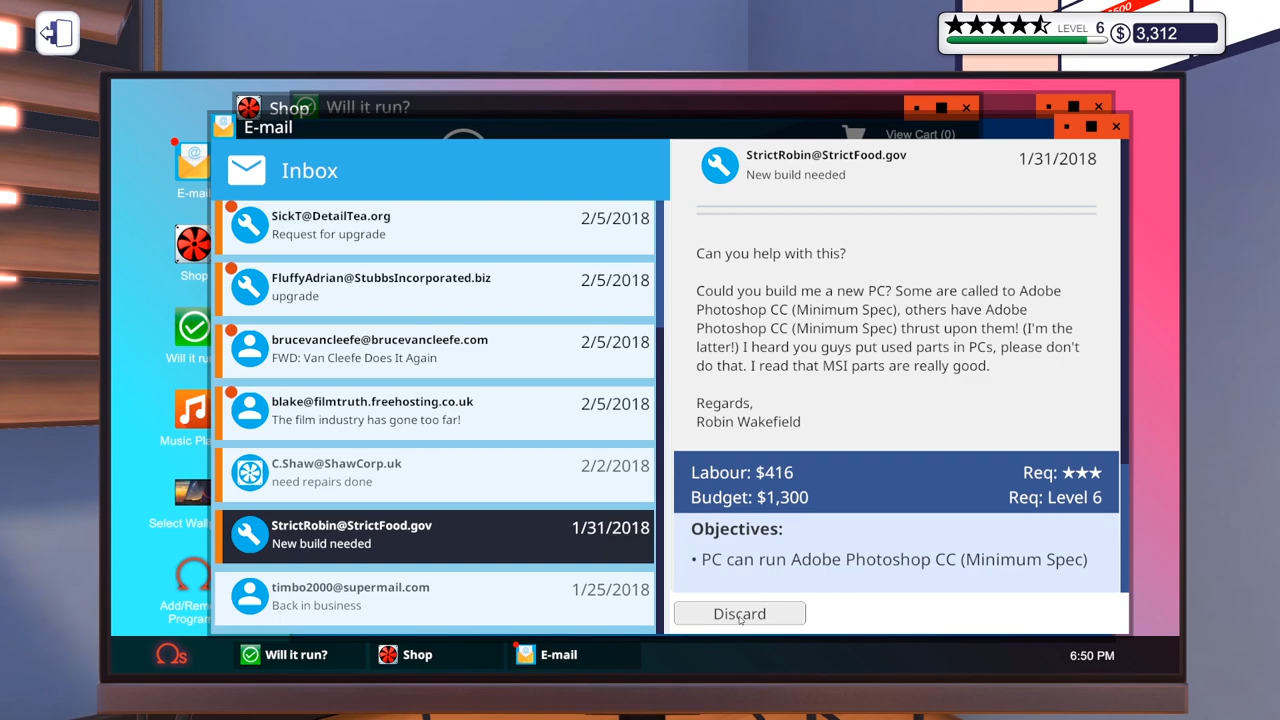 LEVEL 6 $ 3,312
Shop
Will it run?
View Cart (0)
E-mail
E-mail
Shop
Will it ru
Music Pla
Select Wall
Add/Rem
Program
Inbox
SickT@DetailTea.org 2/5/2018
Request for upgrade
FluffyAdrian@StubbsIncorporated.biz 2/5/2018
upgrade
brucevancleefe@brucevancleefe.com 2/5/2018
FWD: Van Cleefe Does It Again
blake@filmtruth.freehosting.co.uk 2/5/2018
The film industry has gone too far!
C.Shaw@ShawCorp.uk 2/2/2018
need repairs done
StrictRobin@StrictFood.gov 1/31/2018
New build needed
timbo2000@supermail.com 1/25/2018
Back in business
StrictRobin@StrictFood.gov 1/31/2018
New build needed
Can you help with this?
Could you build me a new PC? Some are called to Adobe
Photoshop CC (Minimum Spec), others have Adobe
Photoshop CC (Minimum Spec) thrust upon them! (I'm the
latter!) I heard you guys put used parts in PCs, please don't
do that. I read that MSI parts are really good.
Regards,
Robin Wakefield
Labour: $416 Req: ★★★
Budget: $1,300 Req: Level 6
Objectives:
• PC can run Adobe Photoshop CC (Minimum Spec)
Discard
Ωs Will it run? Shop E-mail 6:50 PM